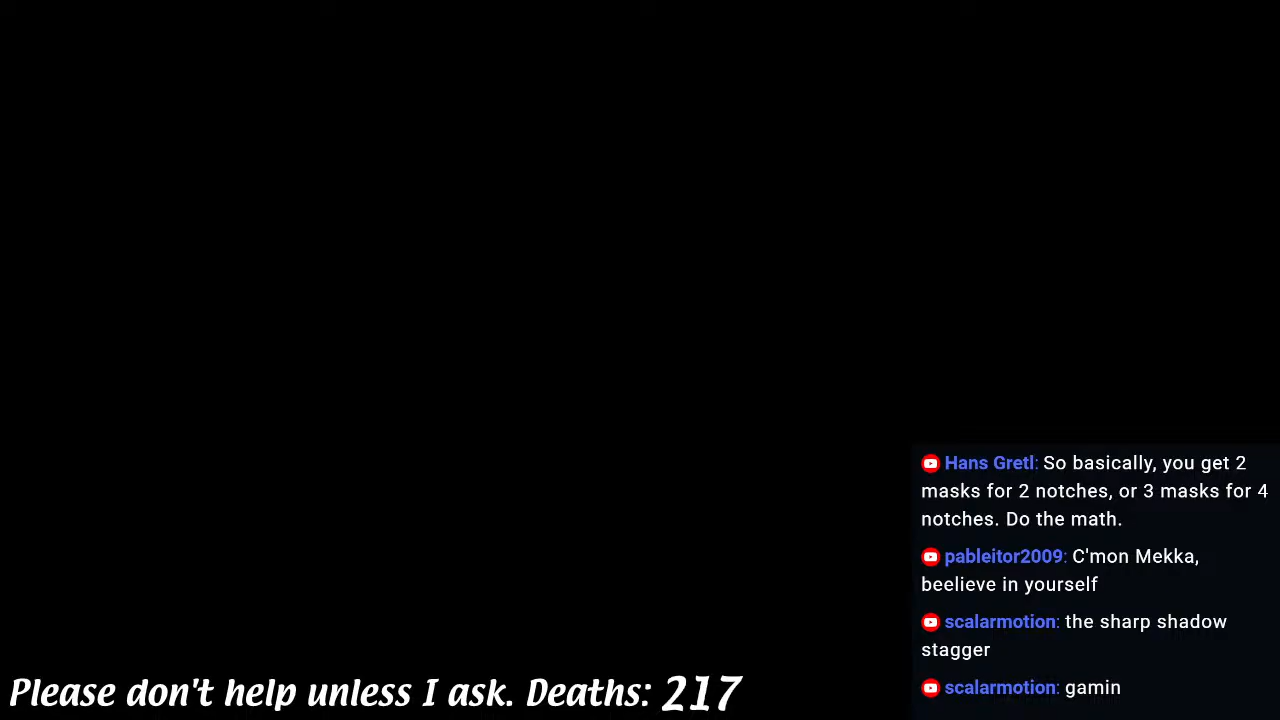 Hans Gretl: So basically, you get 2
masks for 2 notches, or 3 masks for 4
notches. Do the math.
pableitor2009: C'mon Mekka,
beelieve in yourself
scalarmotion: the sharp shadow
stagger
scalarmotion: gamin
Please don't help unless I ask. Deaths: 217